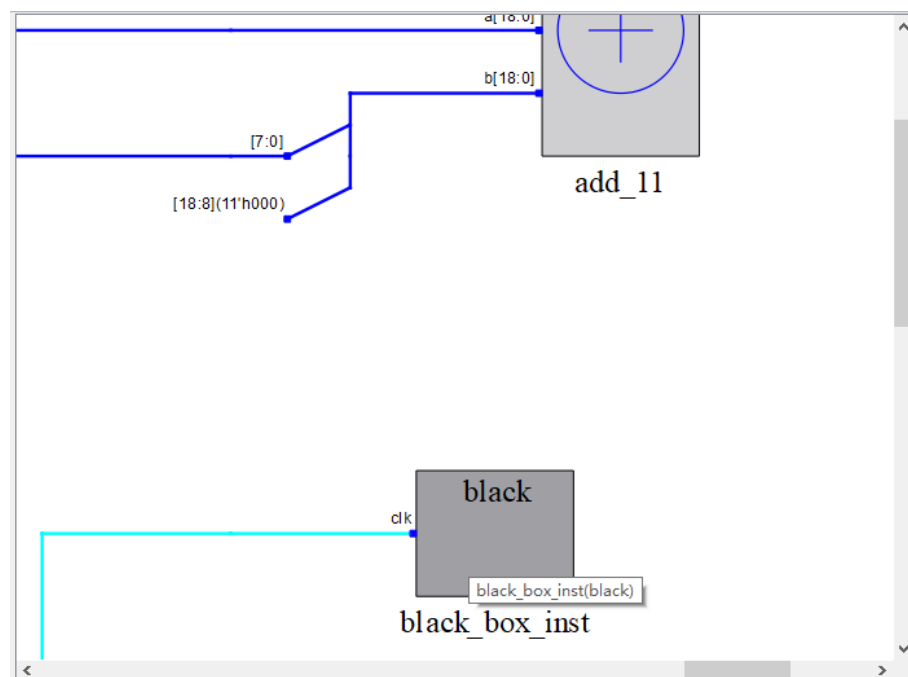 a[18:0]
b[18:0]
[7:0]
[18:8](11'h000)
add_11
black
clk
black_box_inst(black)
black_box_inst